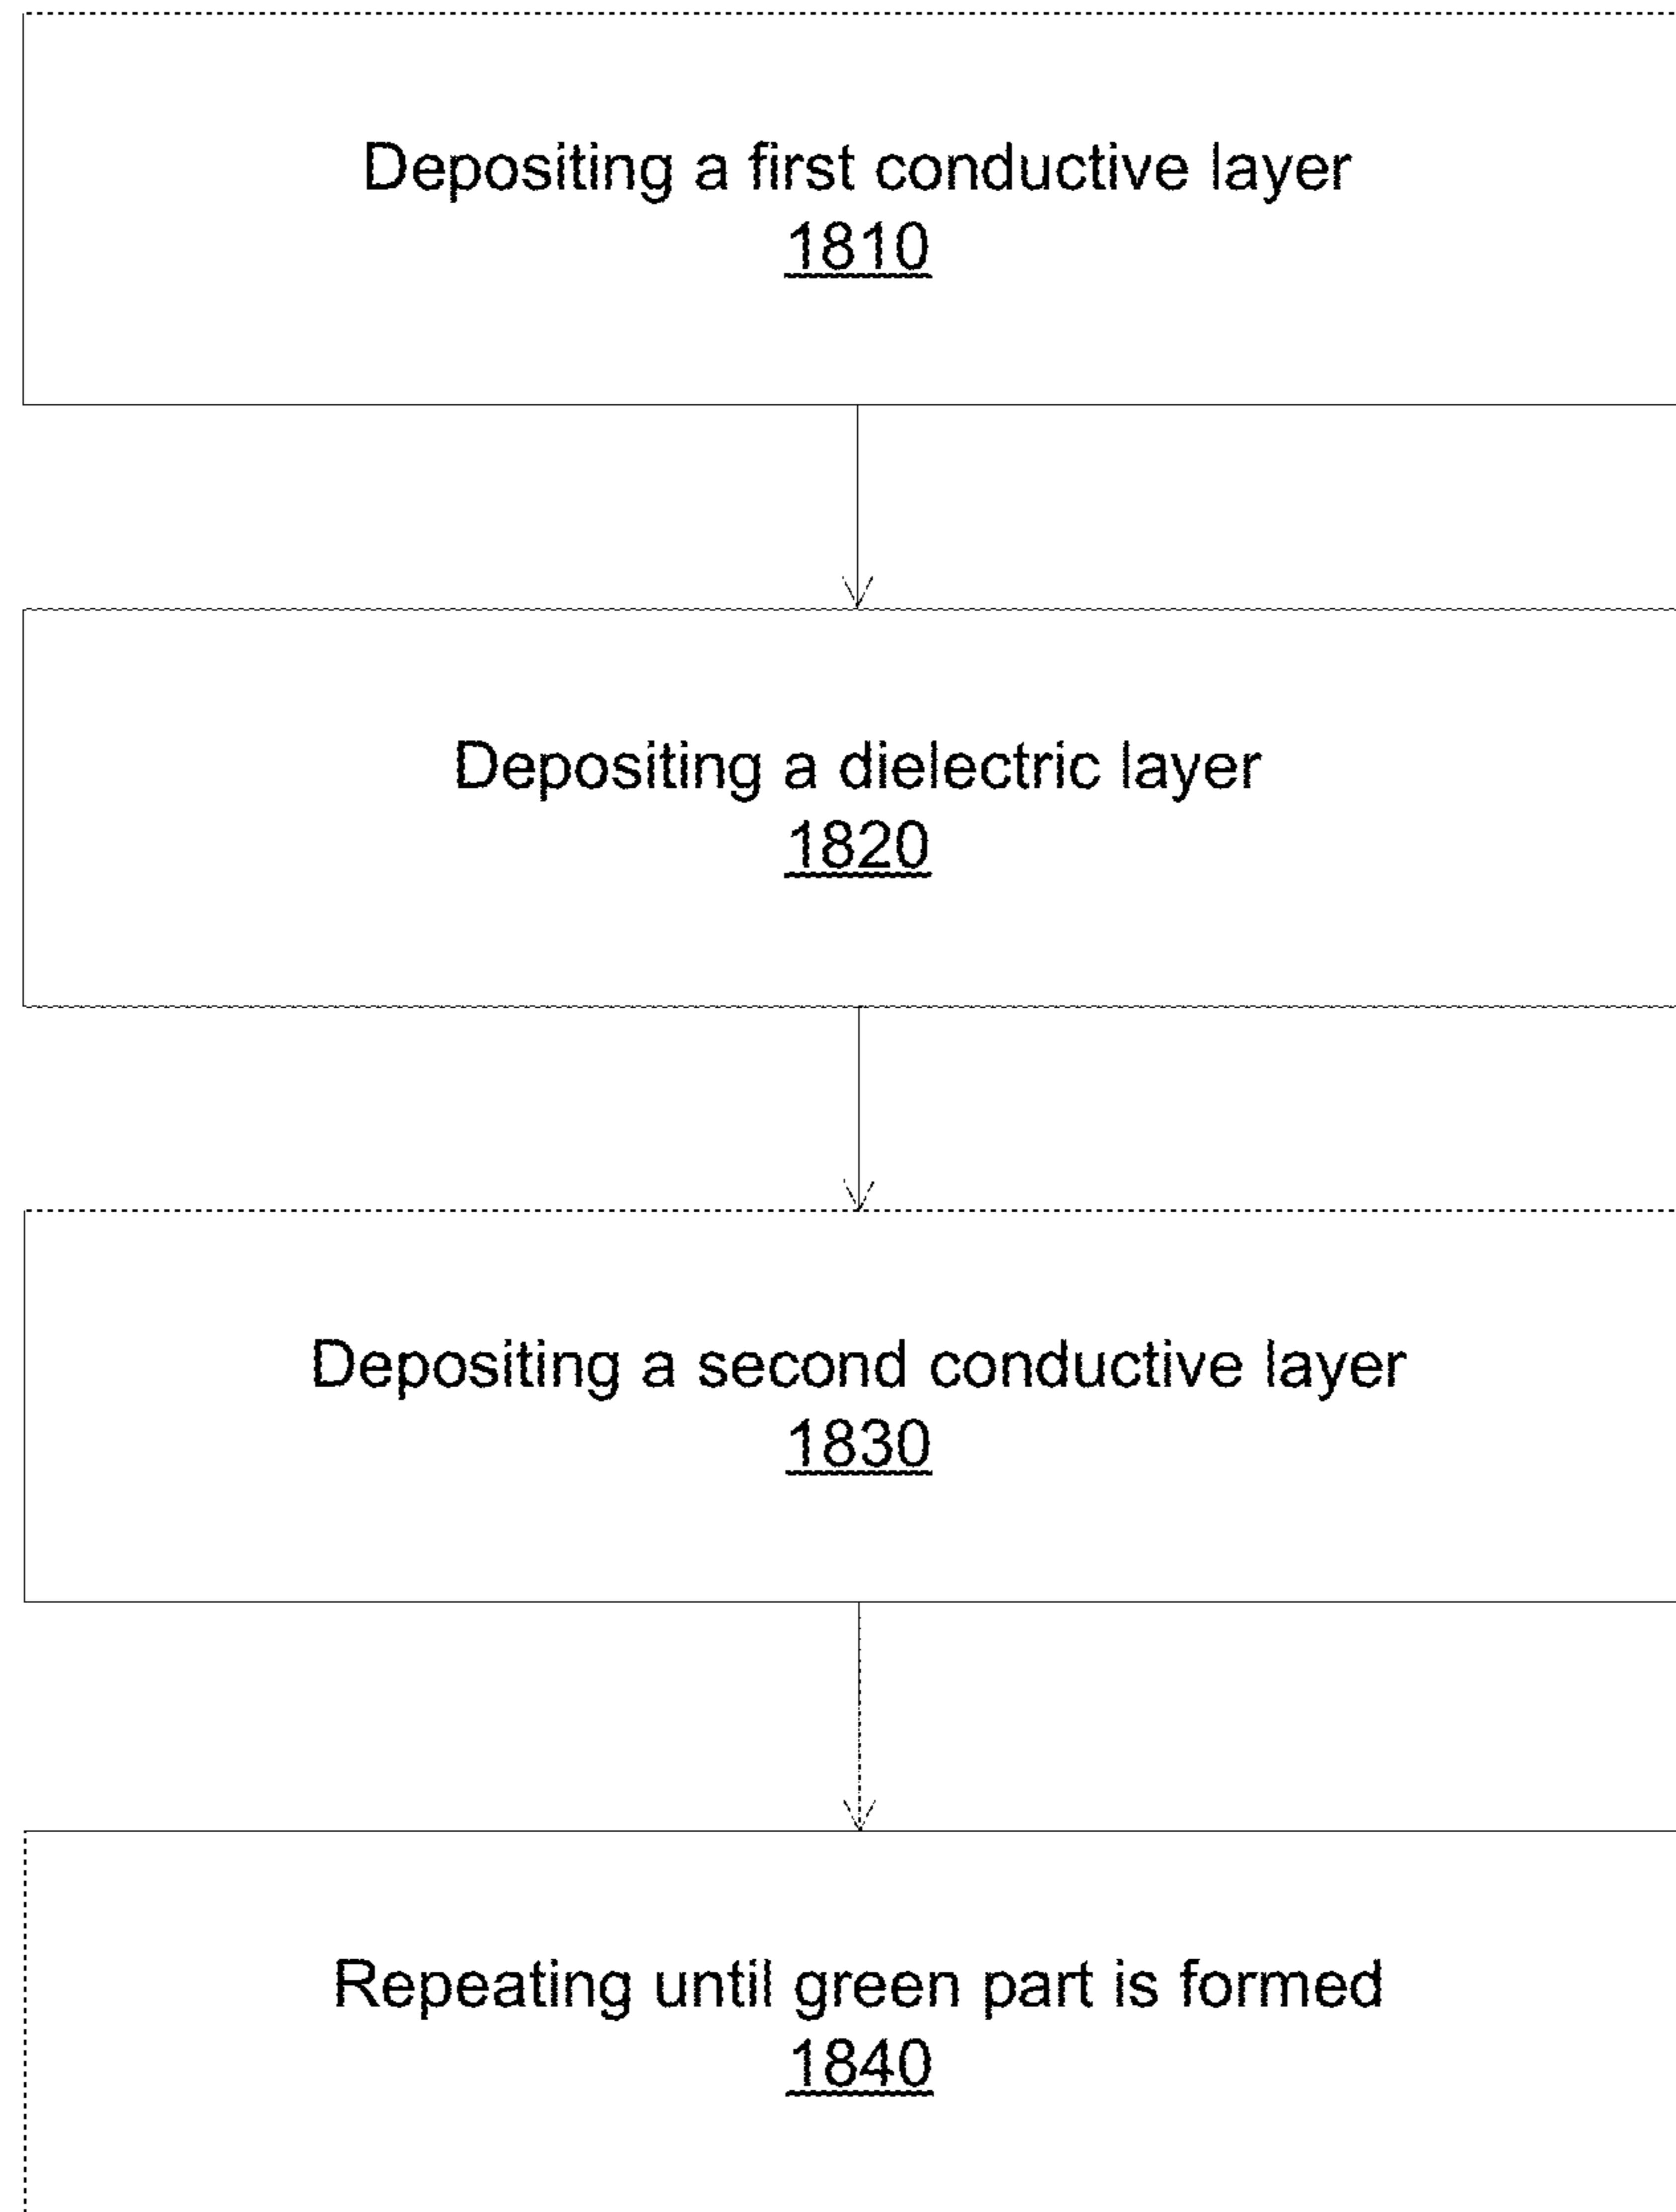 Depositing a first conductive layer
1810
Depositing a dielectric layer
1820
Depositing a second conductive layer
1830
Repeating until green part is formed
1840